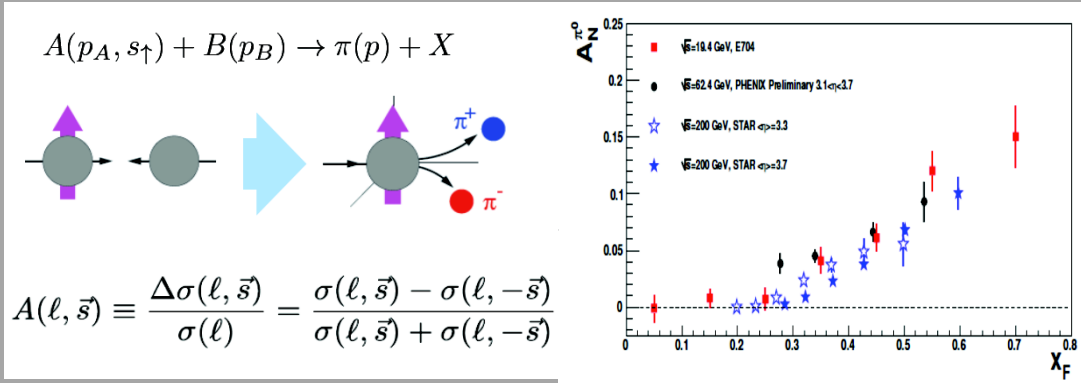 A(p_A, s_↑) + B(p_B) → π(p) + X
π⁺
π⁻
A(ℓ, s⃗) ≡ Δσ(ℓ, s⃗) / σ(ℓ) = σ(ℓ, s⃗) − σ(ℓ, −s⃗) / σ(ℓ, s⃗) + σ(ℓ, −s⃗)
A_N^π⁰
0.25
0.2
0.15
0.1
0.05
0
√s=19.4 GeV, E704
√s=62.4 GeV, PHENIX Preliminary 3.1<η<3.7
√s=200 GeV, STAR <η>=3.3
√s=200 GeV, STAR <η>=3.7
0 0.1 0.2 0.3 0.4 0.5 0.6 0.7 0.8
X_F